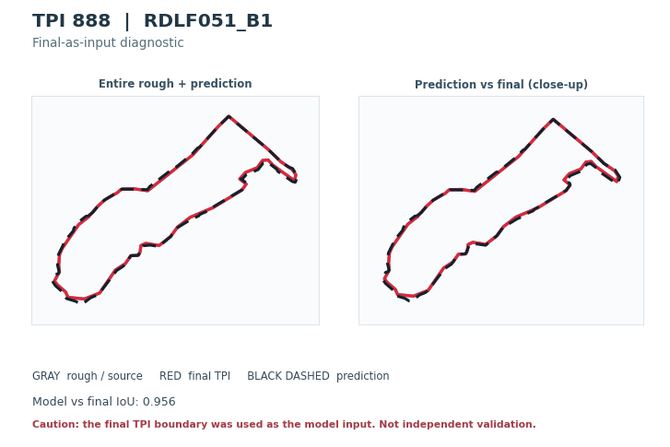 TPI 888 | RDLF051_B1
Final-as-input diagnostic
Entire rough + prediction
Prediction vs final (close-up)
GRAY rough / source RED final TPI BLACK DASHED prediction
Model vs final IoU: 0.956
Caution: the final TPI boundary was used as the model input. Not independent validation.